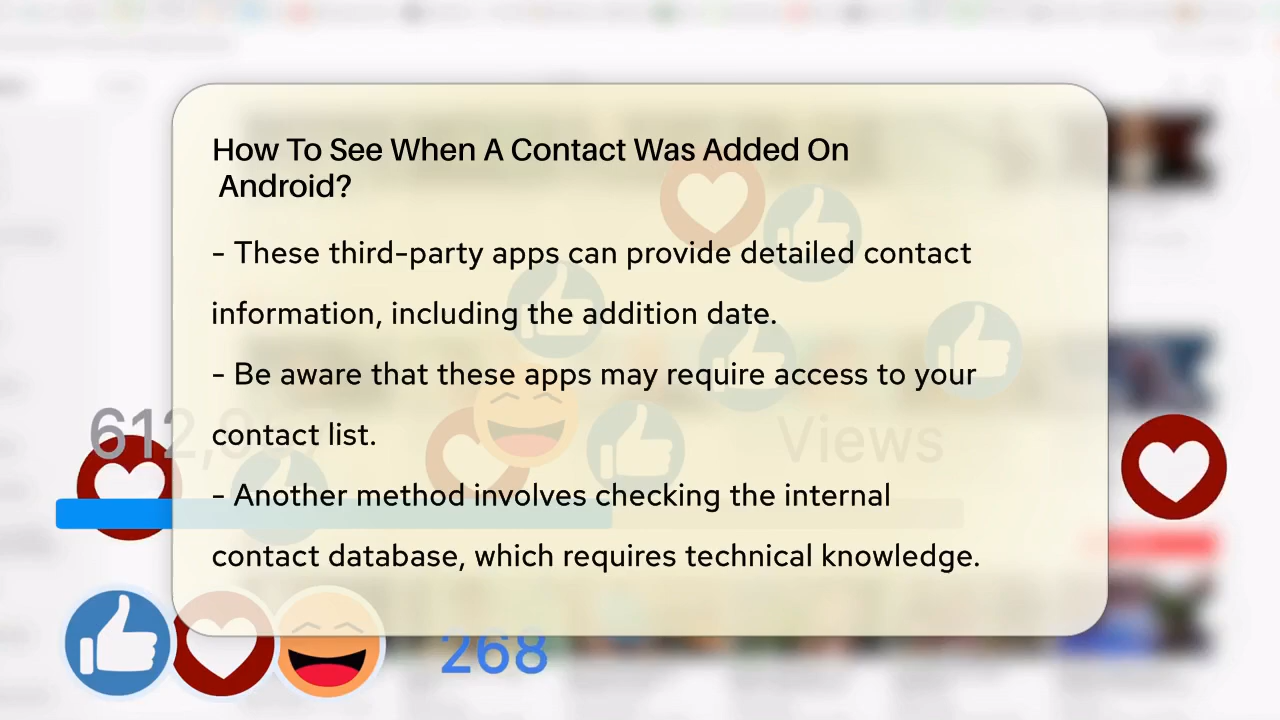 How To See When A Contact Was Added On
Android?
- These third-party apps can provide detailed contact
information, including the addition date.
- Be aware that these apps may require access to your
contact list.
612
Views
- Another method involves checking the internal
contact database, which requires technical knowledge.
268